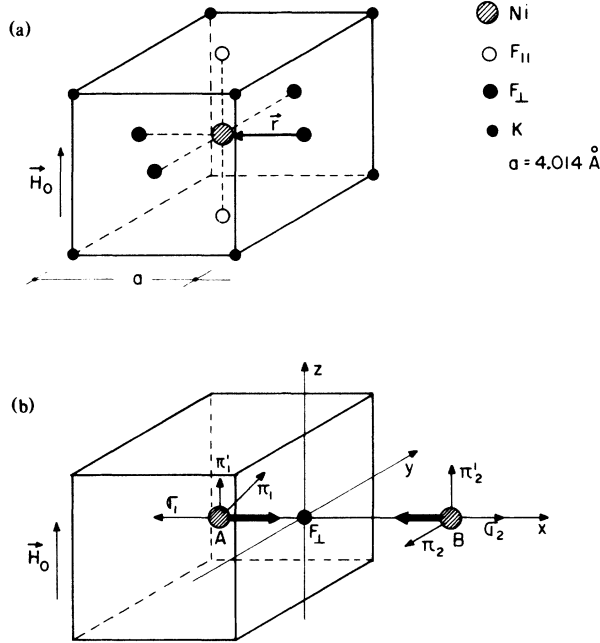 (a)
Ni
F||
F⊥
K
a = 4.014 Å
r⃗
H⃗₀
a
(b)
z
y
π'₁
π₁
π'₂
σ₁
A
F⊥
B
σ₂
x
π₂
H⃗₀